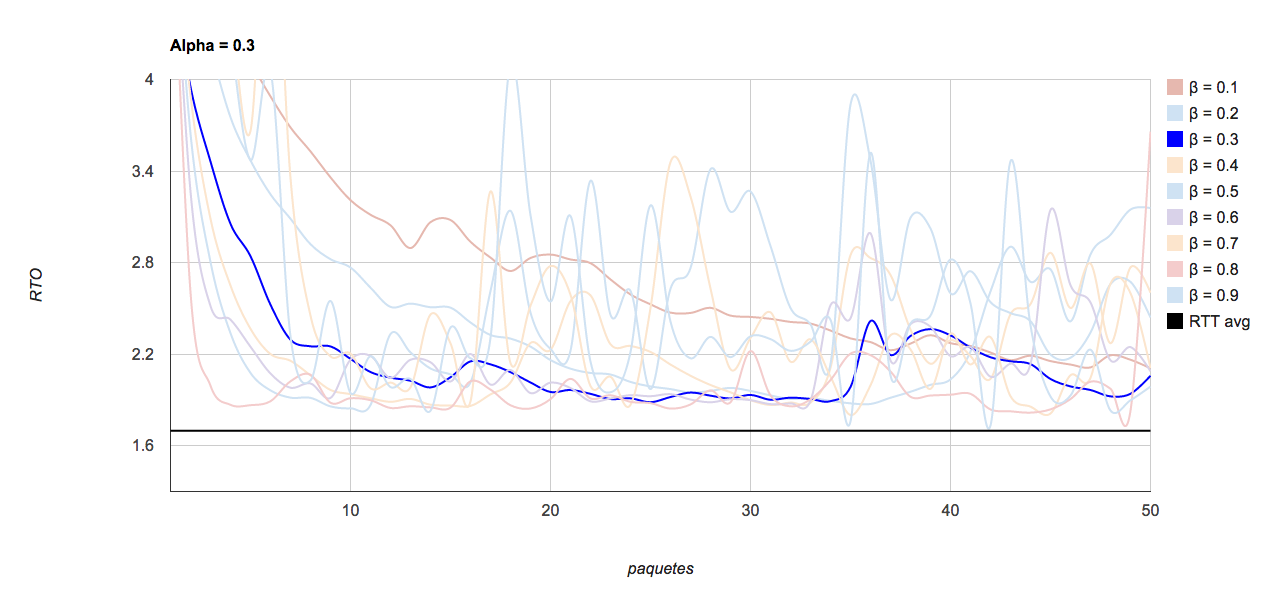 Alpha = 0.3
4
3.4
2.8
2.2
1.6
RTO
10
20
30
40
50
paquetes
β = 0.1
β = 0.2
β = 0.3
β = 0.4
β = 0.5
β = 0.6
β = 0.7
β = 0.8
β = 0.9
RTT avg